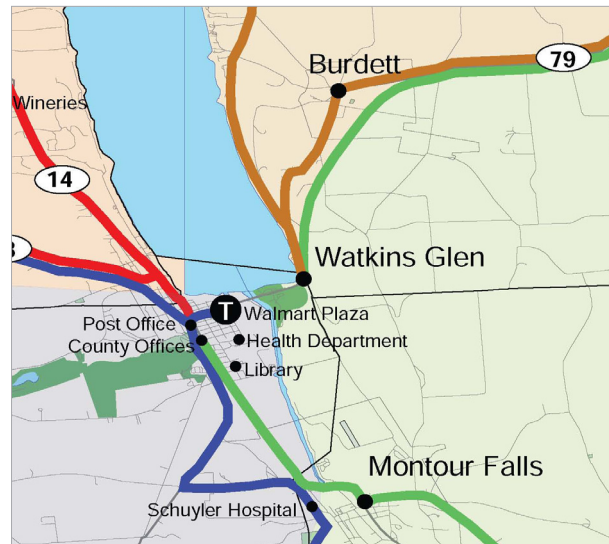 Burdett
79
Wineries
14
Watkins Glen
T
Walmart Plaza
Post Office
County Offices
Health Department
Library
Montour Falls
Schuyler Hospital